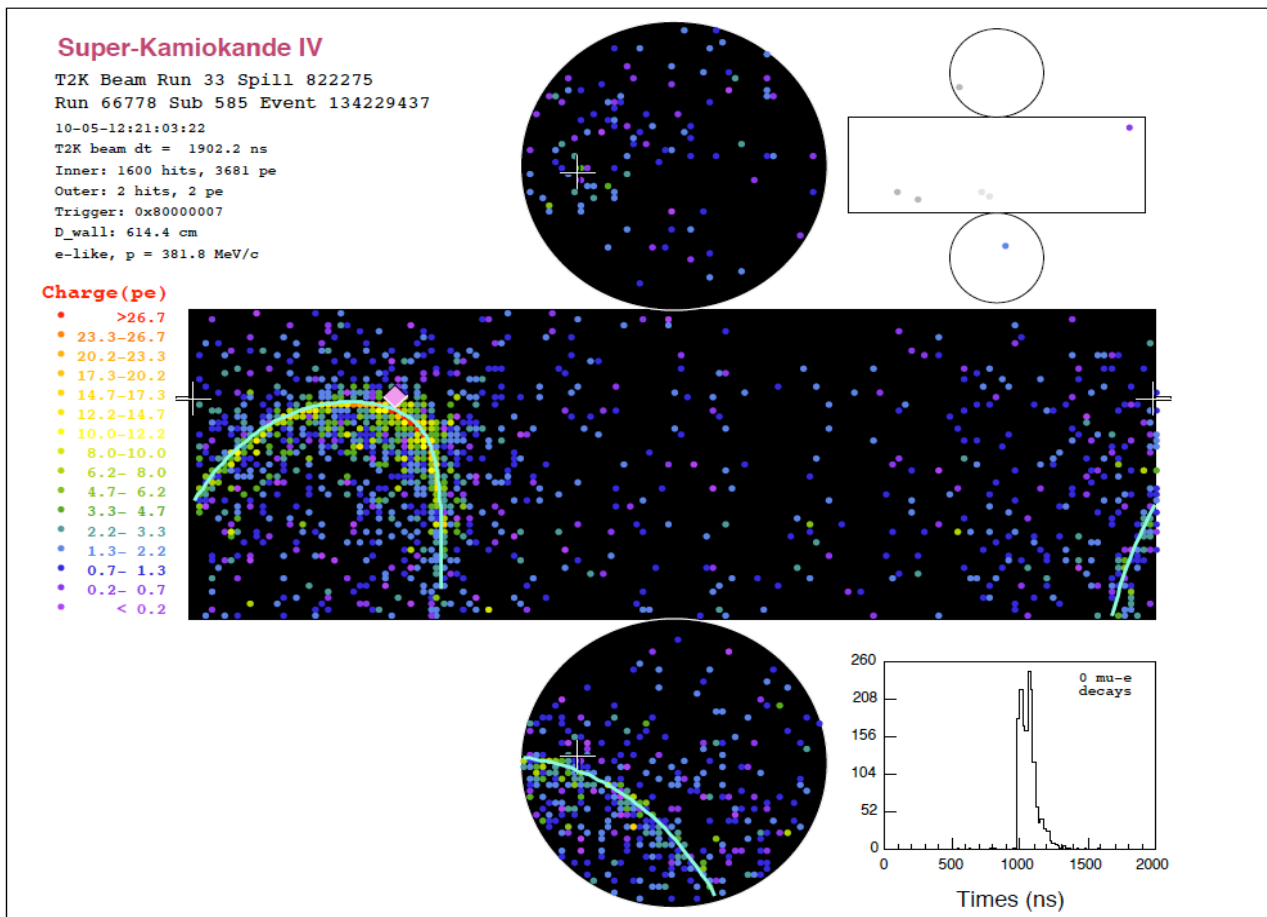 Super-Kamiokande IV
T2K Beam Run 33 Spill 822275
Run 66778 Sub 585 Event 134229437
10-05-12:21:03:22
T2K beam dt = 1902.2 ns
Inner: 1600 hits, 3681 pe
Outer: 2 hits, 2 pe
Trigger: 0x80000007
D_wall: 614.4 cm
e-like, p = 381.8 MeV/c
Charge(pe)
>26.7
23.3-26.7
20.2-23.3
17.3-20.2
14.7-17.3
12.2-14.7
10.0-12.2
8.0-10.0
6.2- 8.0
4.7- 6.2
3.3- 4.7
2.2- 3.3
1.3- 2.2
0.7- 1.3
0.2- 0.7
< 0.2
0 mu-e
decays
260
208
156
104
52
0
0 500 1000 1500 2000
Times (ns)